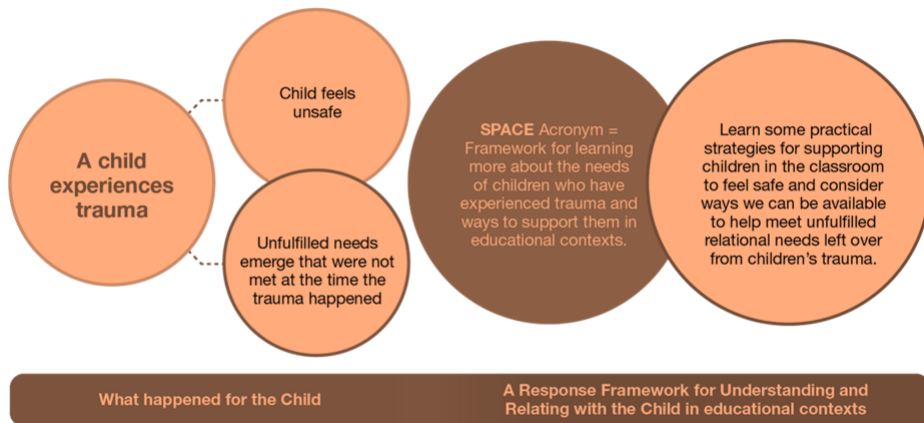 A child
experiences
trauma
Child feels
unsafe
Unfulfilled needs
emerge that were not
met at the time the
trauma happened
SPACE Acronym =
Framework for learning
more about the needs
of children who have
experienced trauma and
ways to support them in
educational contexts.
Learn some practical
strategies for supporting
children in the classroom
to feel safe and consider
ways we can be available
to help meet unfulfilled
relational needs left over
from children’s trauma.
What happened for the Child
A Response Framework for Understanding and
Relating with the Child in educational contexts